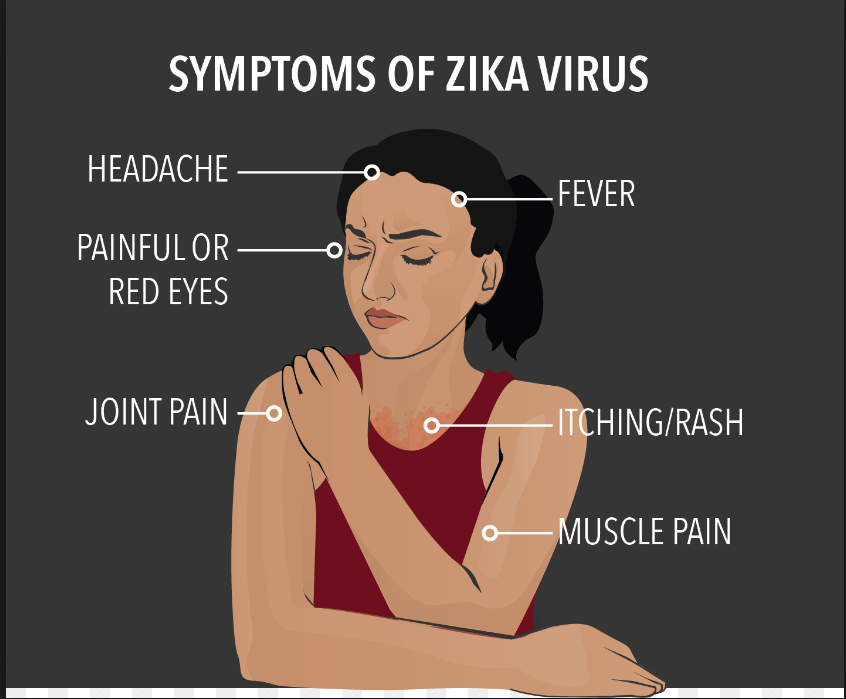 SYMPTOMS OF ZIKA VIRUS
HEADACHE
FEVER
PAINFUL OR
RED EYES
JOINT PAIN
ITCHING/RASH
MUSCLE PAIN